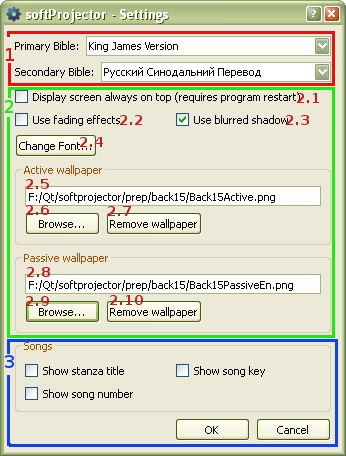 softProjector - Settings
1
Primary Bible: King James Version
Secondary Bible: Русский Синодальний Перевод
2
Display screen always on top (requires program restart) 2.1
Use fading effects 2.2 Use blurred shadow 2.3
Change Font... 2.4
Active wallpaper
2.5
F:/Qt/softprojector/prep/back15/Back15Active.png
2.6 2.7
Browse... Remove wallpaper
Passive wallpaper
2.8
F:/Qt/softprojector/prep/back15/Back15PassiveEn.png
2.9 2.10
Browse... Remove wallpaper
3
Songs
Show stanza title Show song key
Show song number
OK Cancel